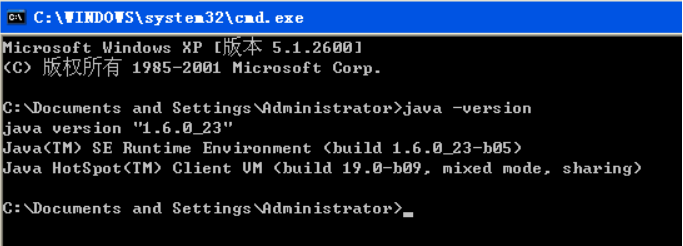 C:\WINDOWS\system32\cmd.exe
Microsoft Windows XP [版本 5.1.2600]
(C) 版权所有 1985-2001 Microsoft Corp.
C:\Documents and Settings\Administrator>java -version
java version "1.6.0_23"
Java(TM) SE Runtime Environment (build 1.6.0_23-b05)
Java HotSpot(TM) Client VM (build 19.0-b09, mixed mode, sharing)
C:\Documents and Settings\Administrator>_